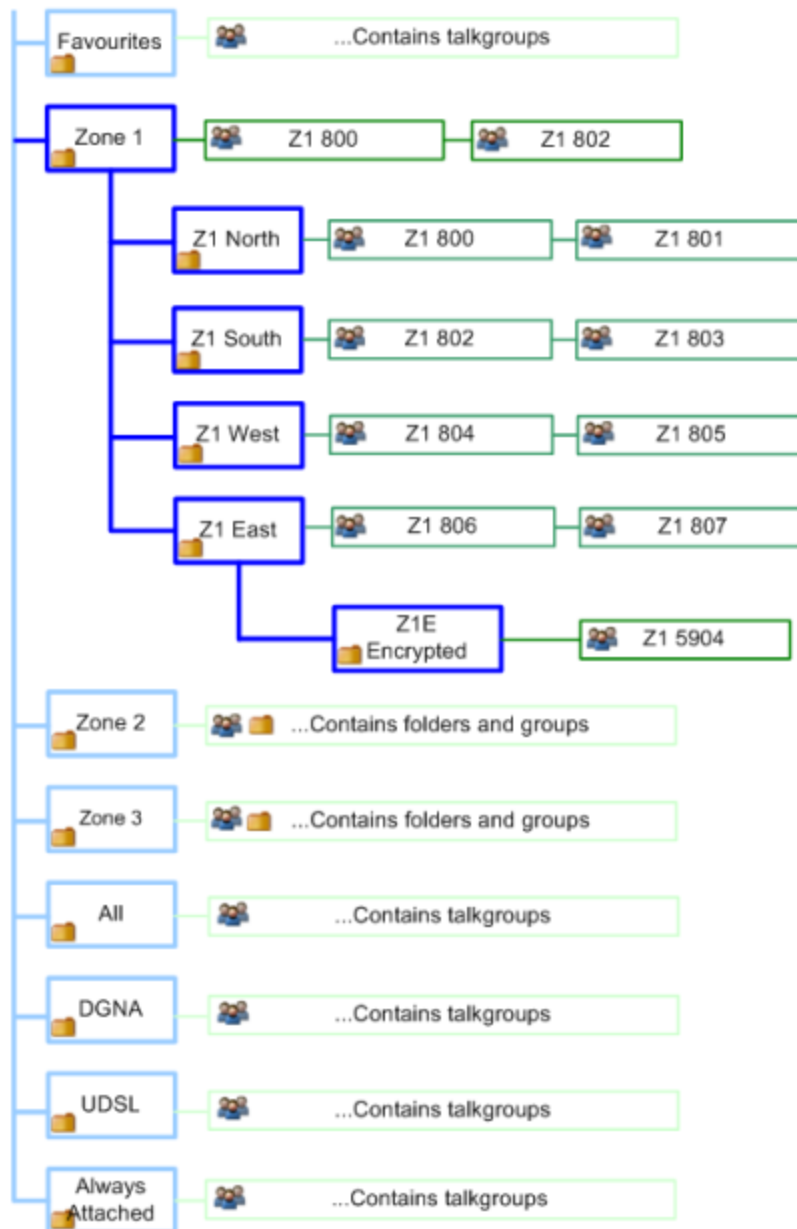 Favourites
...Contains talkgroups
Zone 1
Z1 800
Z1 802
Z1 North
Z1 800
Z1 801
Z1 South
Z1 802
Z1 803
Z1 West
Z1 804
Z1 805
Z1 East
Z1 806
Z1 807
Z1E
Encrypted
Z1 5904
Zone 2
...Contains folders and groups
Zone 3
...Contains folders and groups
All
...Contains talkgroups
DGNA
...Contains talkgroups
UDSL
...Contains talkgroups
Always
Attached
...Contains talkgroups